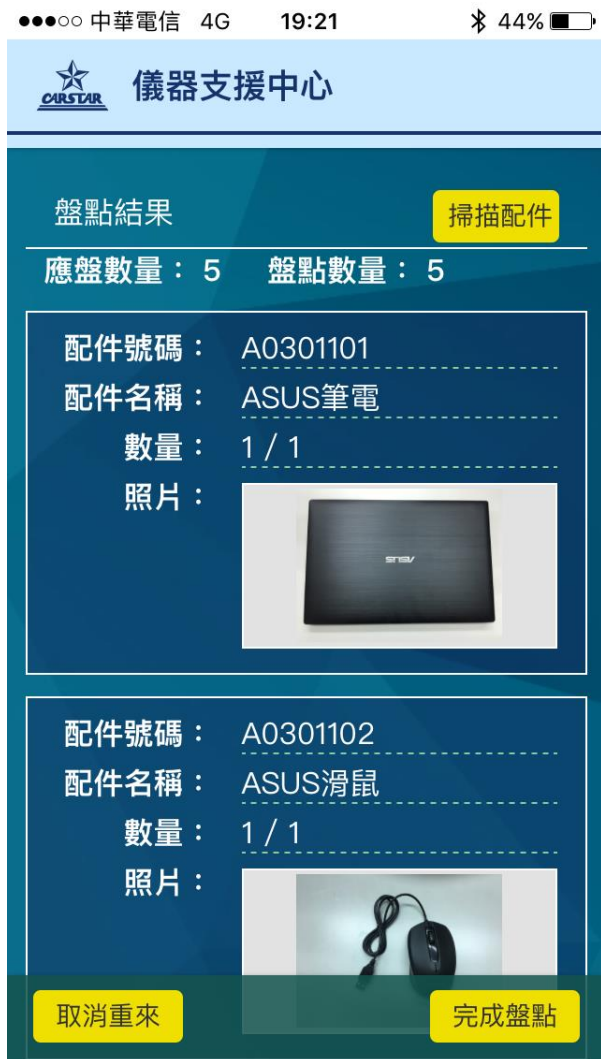 ●●●○○ 中華電信 4G 19:21 44%
CARSTAR 儀器支援中心
盤點結果 掃描配件
應盤數量： 5 盤點數量： 5
配件號碼： A0301101
配件名稱： ASUS筆電
數量： 1 / 1
照片：
ASUS
配件號碼： A0301102
配件名稱： ASUS滑鼠
數量： 1 / 1
照片：
取消重來 完成盤點